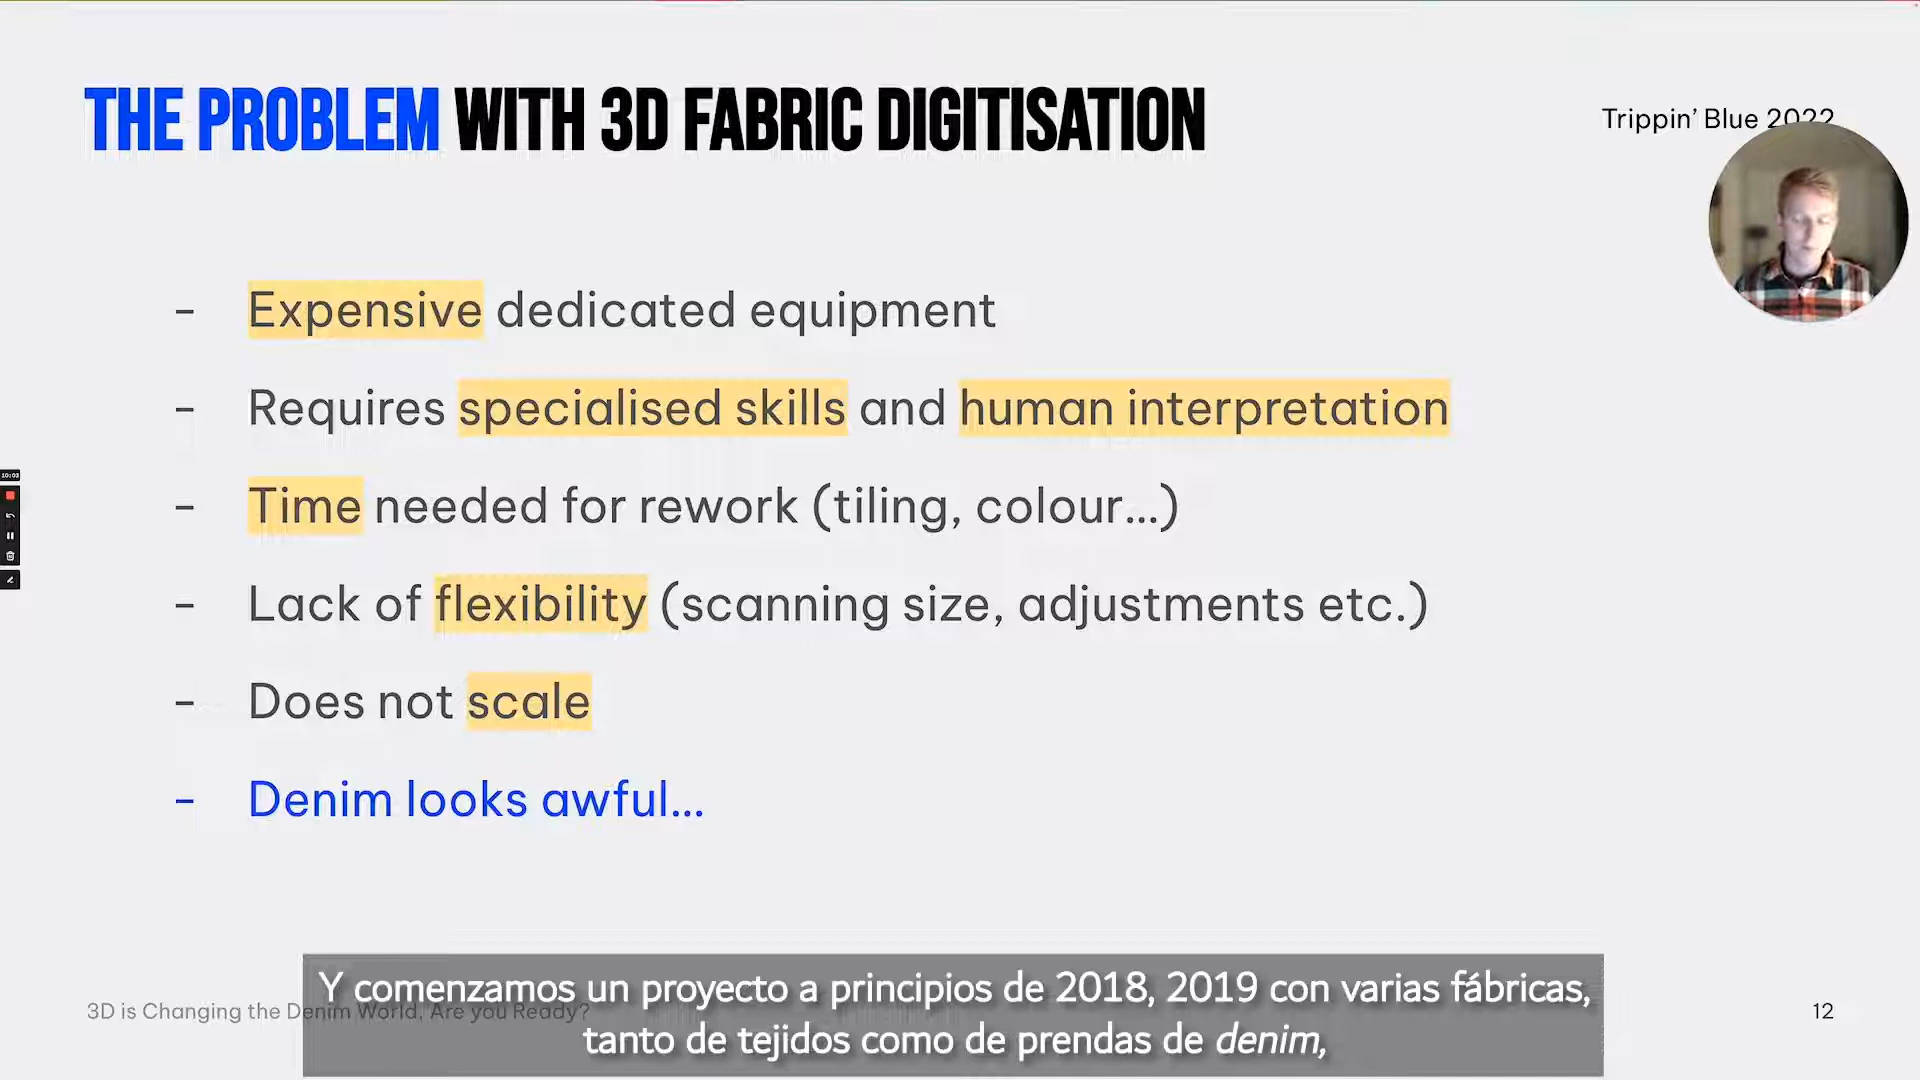 THE PROBLEM WITH 3D FABRIC DIGITISATION
Trippin’ Blue 2022
- Expensive dedicated equipment
- Requires specialised skills and human interpretation
- Time needed for rework (tiling, colour...)
- Lack of flexibility (scanning size, adjustments etc.)
- Does not scale
- Denim looks awful...
10:03
Y comenzamos un proyecto a principios de 2018, 2019 con varias fábricas,
tanto de tejidos como de prendas de denim,
3D is Changing the Denim World, Are you Ready?
12